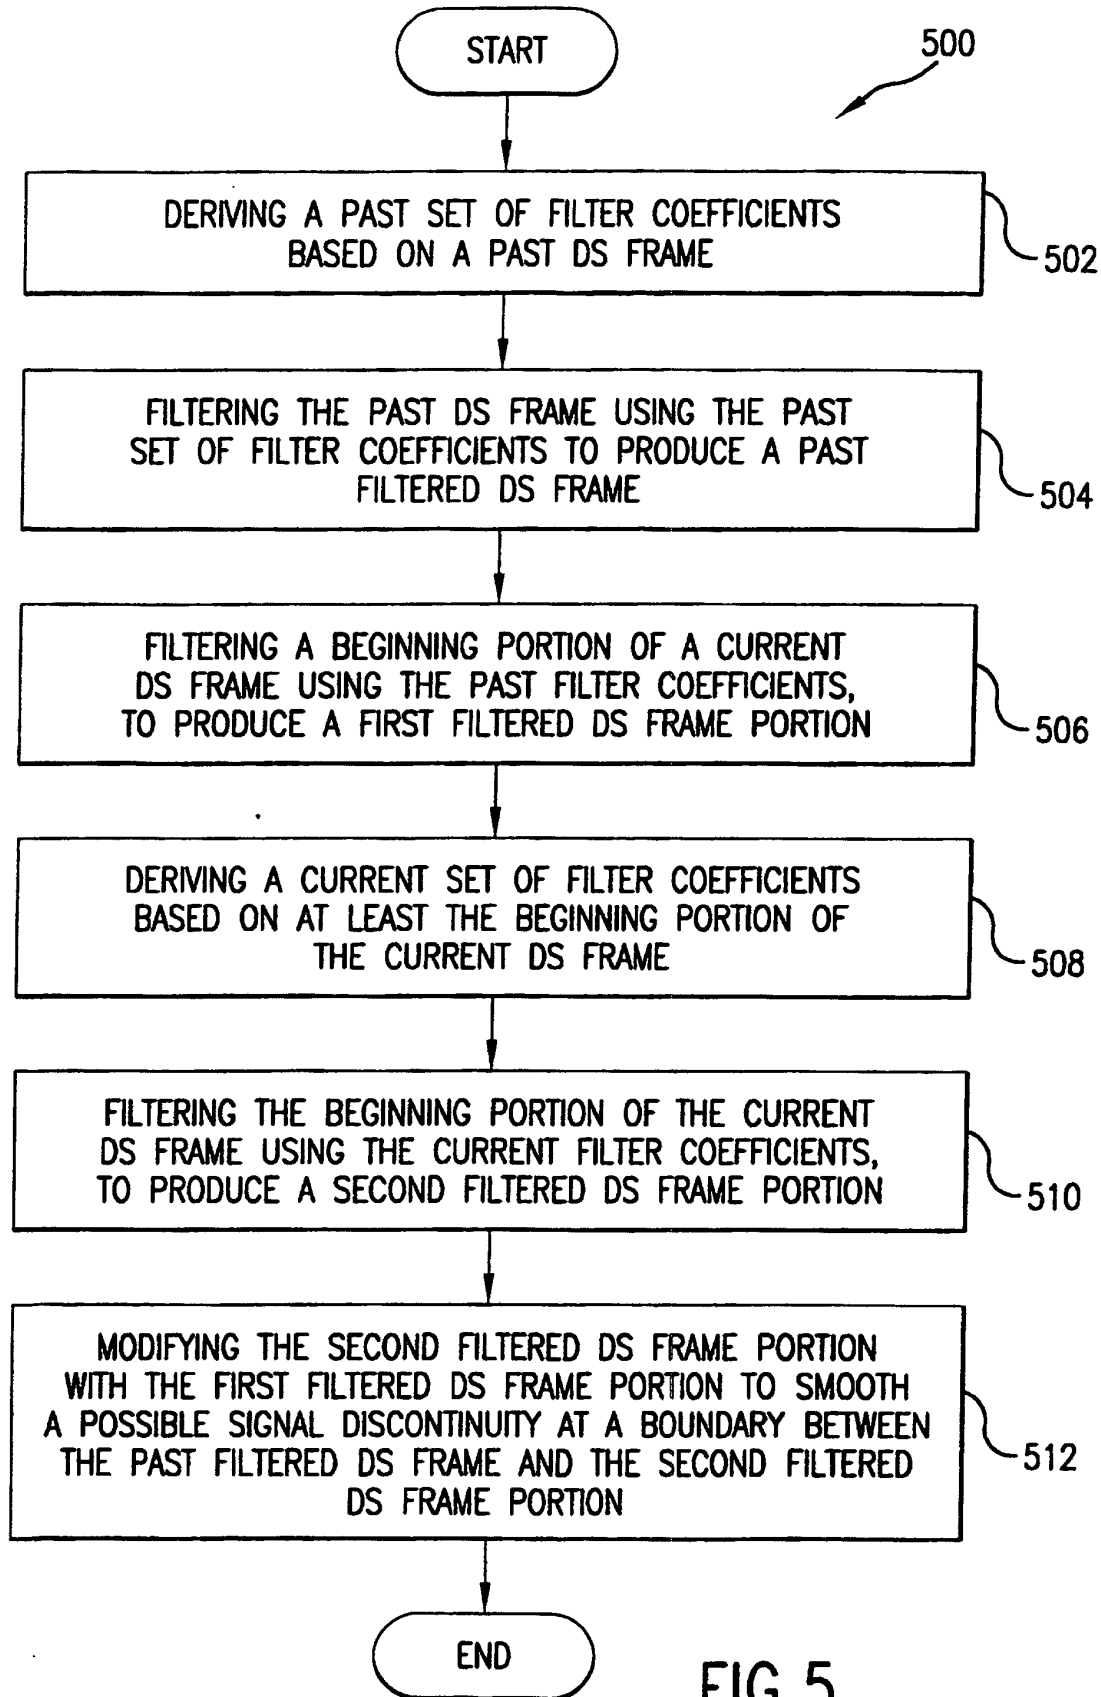 START
500
DERIVING A PAST SET OF FILTER COEFFICIENTS
BASED ON A PAST DS FRAME
502
FILTERING THE PAST DS FRAME USING THE PAST
SET OF FILTER COEFFICIENTS TO PRODUCE A PAST
FILTERED DS FRAME
504
FILTERING A BEGINNING PORTION OF A CURRENT
DS FRAME USING THE PAST FILTER COEFFICIENTS,
TO PRODUCE A FIRST FILTERED DS FRAME PORTION
506
DERIVING A CURRENT SET OF FILTER COEFFICIENTS
BASED ON AT LEAST THE BEGINNING PORTION OF
THE CURRENT DS FRAME
508
FILTERING THE BEGINNING PORTION OF THE CURRENT
DS FRAME USING THE CURRENT FILTER COEFFICIENTS,
TO PRODUCE A SECOND FILTERED DS FRAME PORTION
510
MODIFYING THE SECOND FILTERED DS FRAME PORTION
WITH THE FIRST FILTERED DS FRAME PORTION TO SMOOTH
A POSSIBLE SIGNAL DISCONTINUITY AT A BOUNDARY BETWEEN
THE PAST FILTERED DS FRAME AND THE SECOND FILTERED
DS FRAME PORTION
512
END
FIG.5